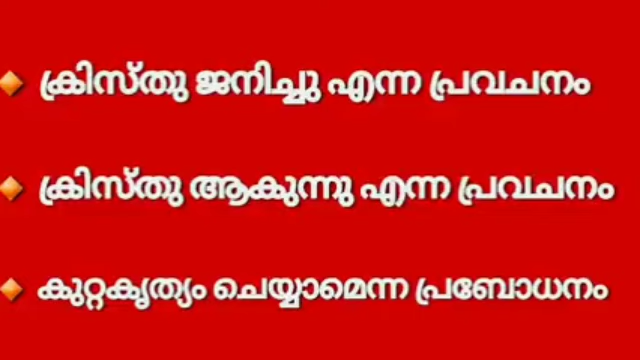 ക്രിസ്തു ജനിച്ചു എന്ന പ്രവചനം
ക്രിസ്തു ആകുന്നു എന്ന പ്രവചനം
കുറ്റകൃത്യം ചെയ്യാമെന്ന പ്രബോധനം